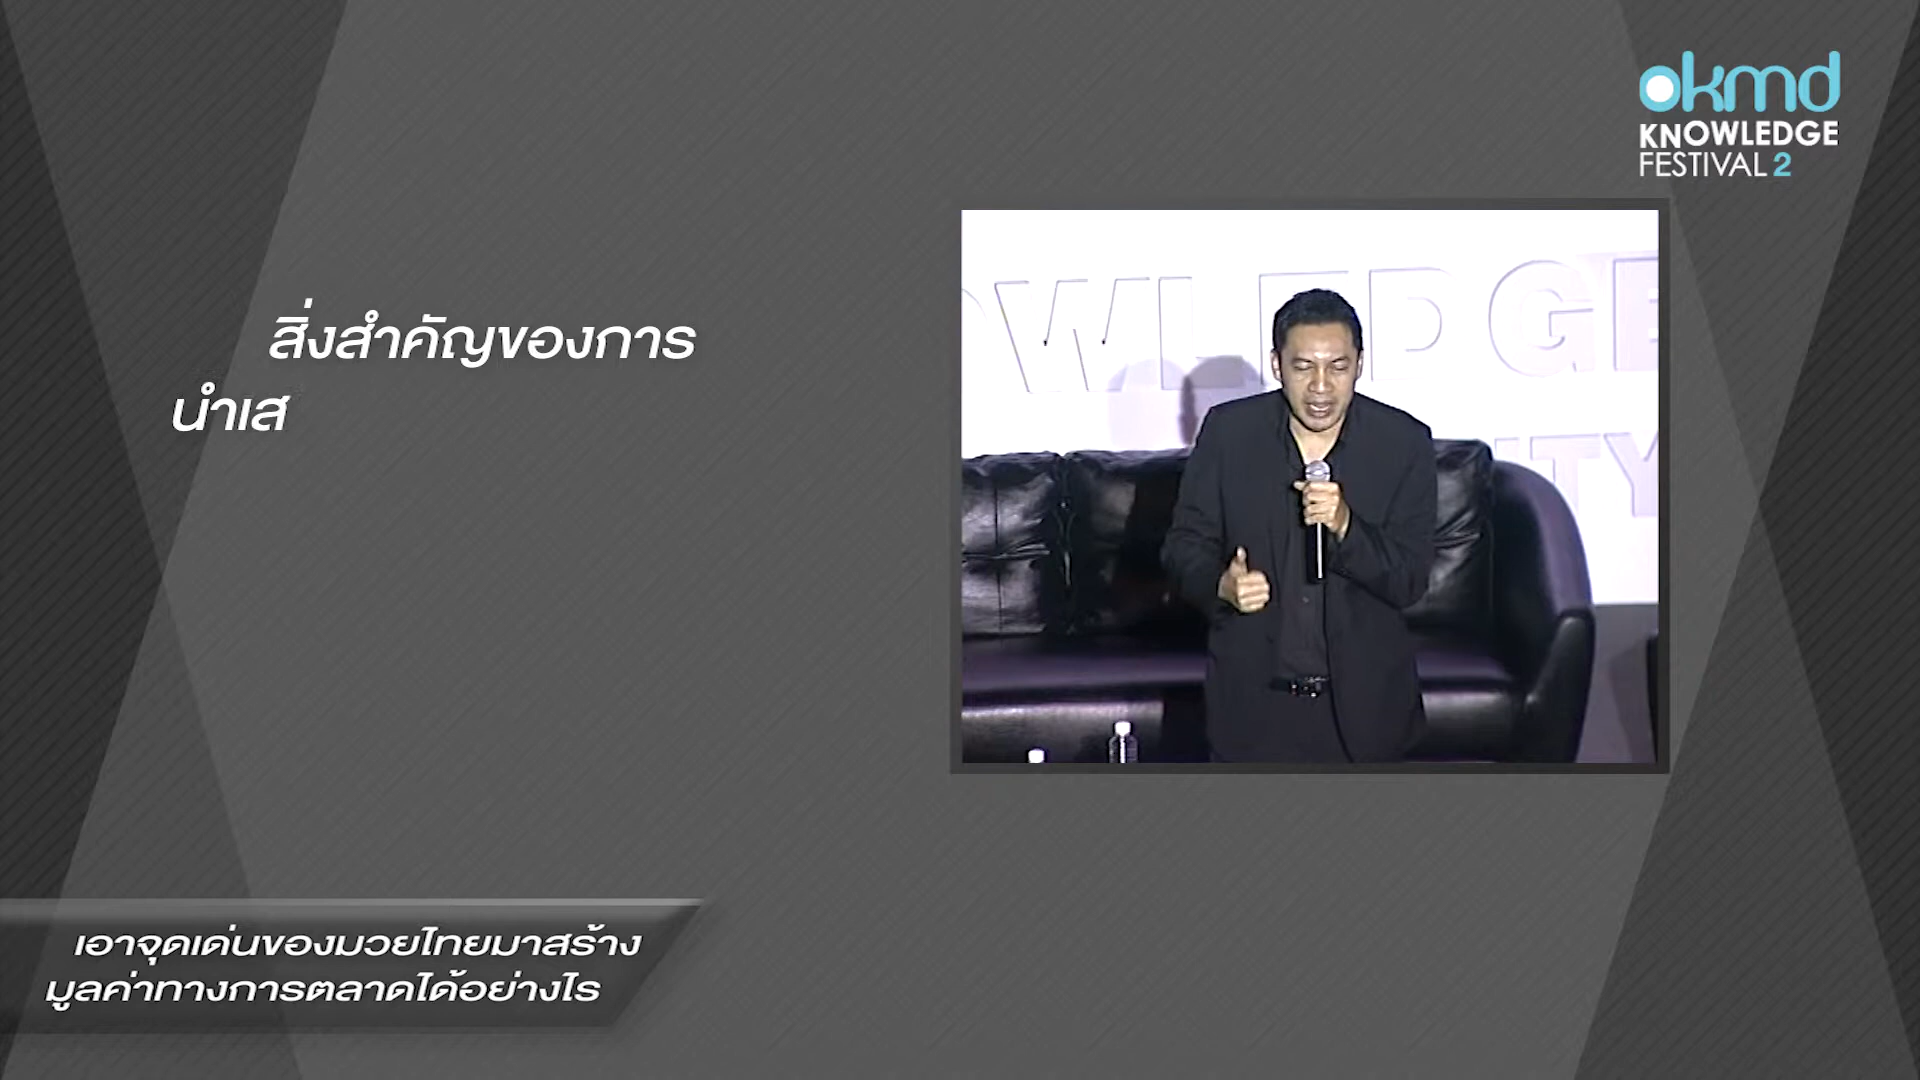 okmd
KNOWLEDGE
FESTIVAL 2
สิ่งสำคัญของการ
นำเส
เอาจุดเด่นของมวยไทยมาสร้าง
มูลค่าทางการตลาดได้อย่างไร